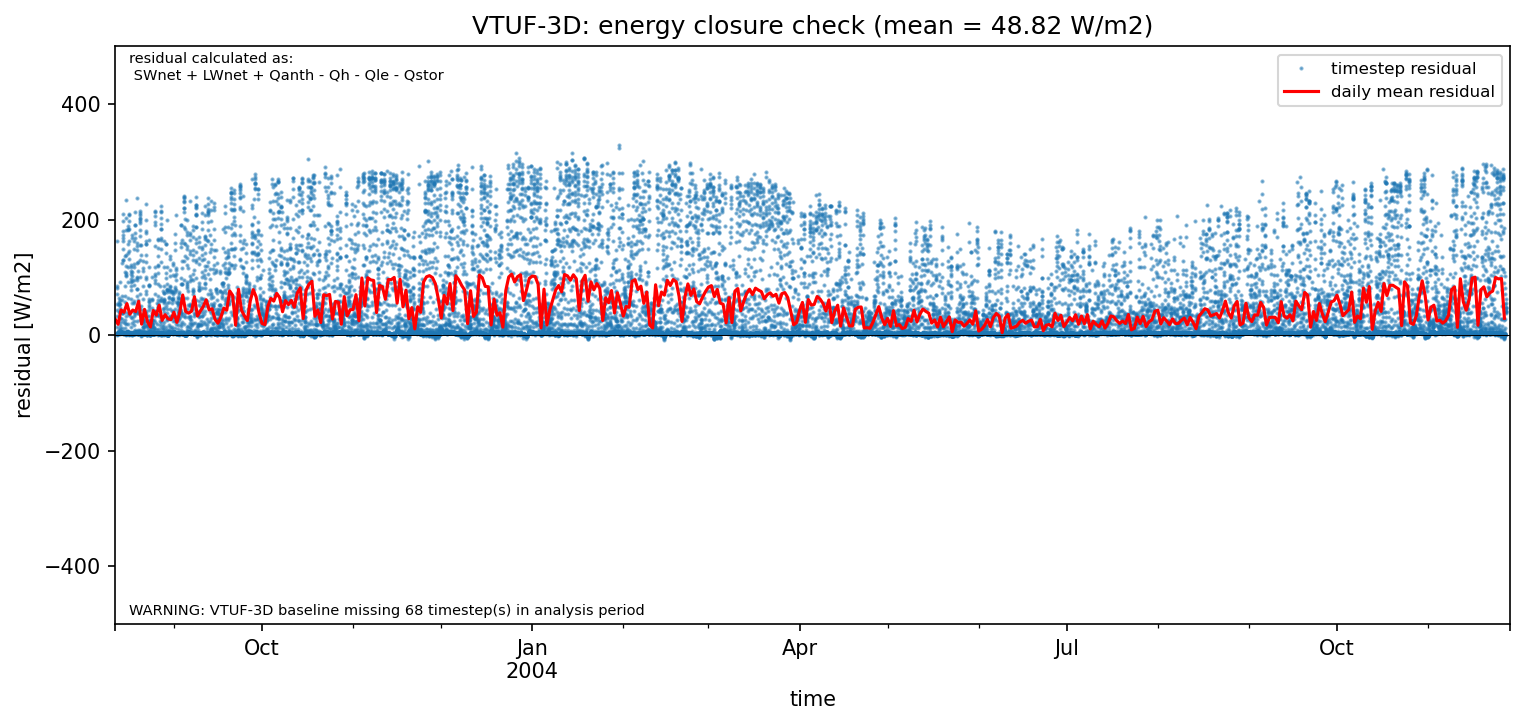 VTUF-3D: energy closure check (mean = 48.82 W/m2)
residual calculated as:
SWnet + LWnet + Qanth - Qh - Qle - Qstor
timestep residual
daily mean residual
400
200
0
−200
−400
residual [W/m2]
WARNING: VTUF-3D baseline missing 68 timestep(s) in analysis period
Oct
Jan
2004
Apr
Jul
Oct
time